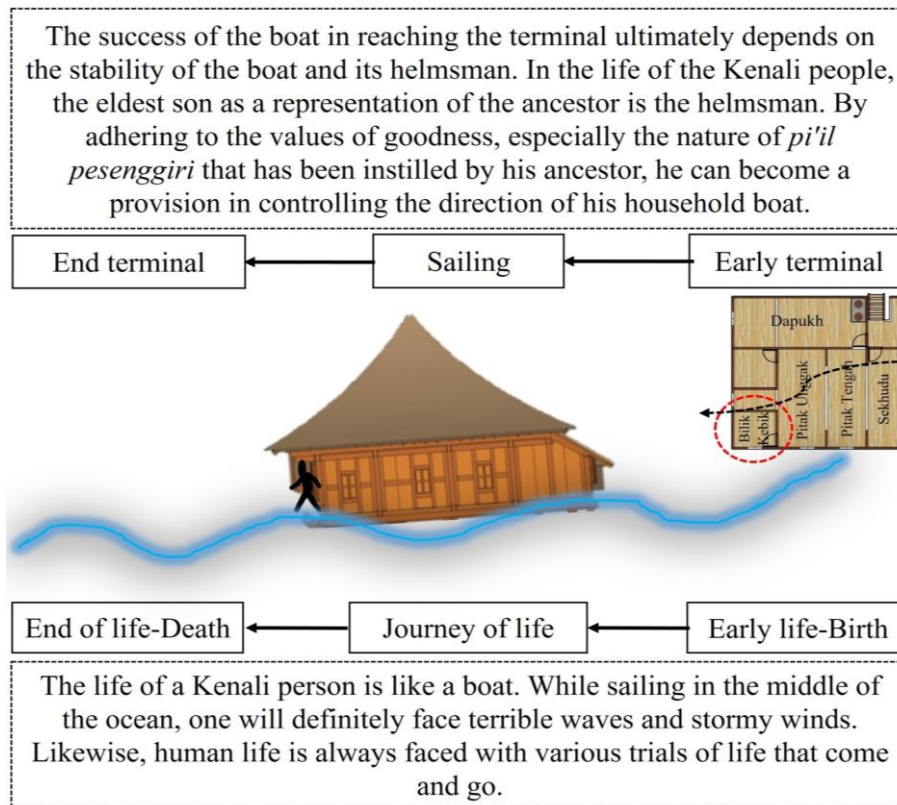 The success of the boat in reaching the terminal ultimately depends on
the stability of the boat and its helmsman. In the life of the Kenali people,
the eldest son as a representation of the ancestor is the helmsman. By
adhering to the values of goodness, especially the nature of pi'il
pesenggiri that has been instilled by his ancestor, he can become a
provision in controlling the direction of his household boat.
End terminal
Sailing
Early terminal
Dapukh
Bilik
Kebik
Pitak Unggak
Pitak Tengah
Sekhudu
End of life-Death
Journey of life
Early life-Birth
The life of a Kenali person is like a boat. While sailing in the middle of
the ocean, one will definitely face terrible waves and stormy winds.
Likewise, human life is always faced with various trials of life that come
and go.